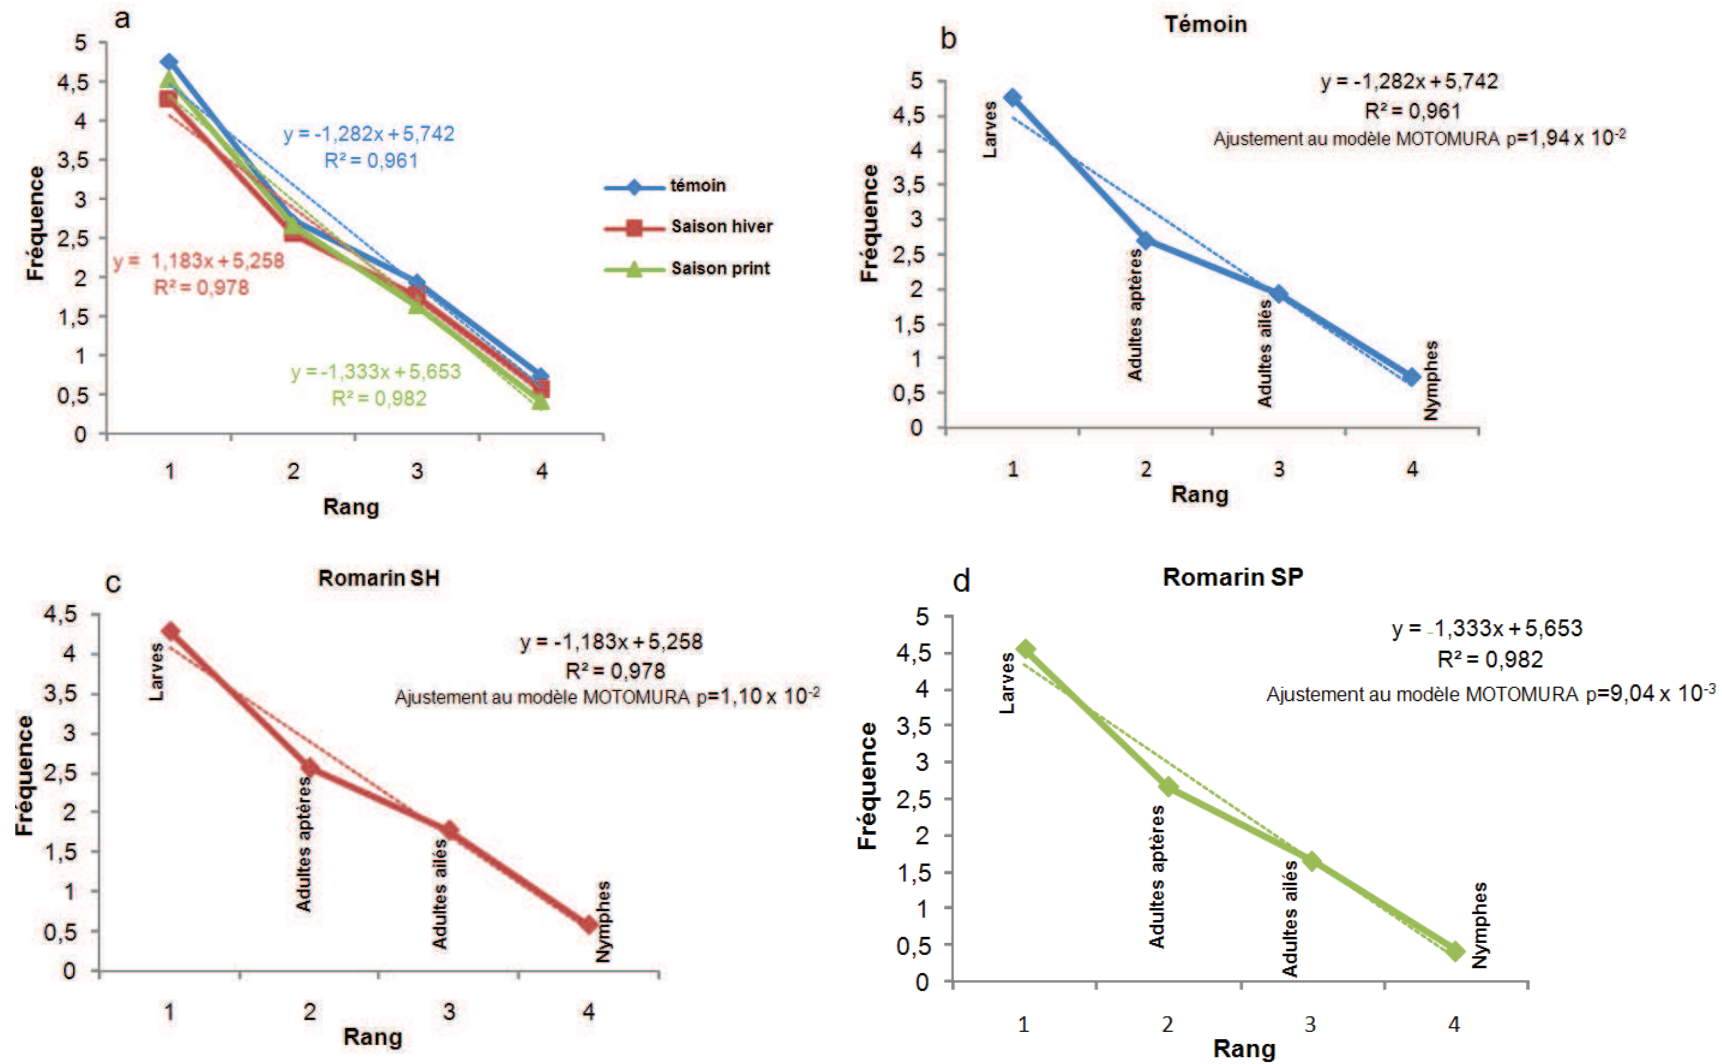 a
5
4,5
4
3,5
3
2,5
2
1,5
1
0,5
0
Fréquence
1 2 3 4
Rang
y = -1,282x + 5,742
R² = 0,961
y = 1,183x + 5,258
R² = 0,978
y = -1,333x + 5,653
R² = 0,982
témoin
Saison hiver
Saison print
b
Témoin
y = -1,282x + 5,742
R² = 0,961
Ajustement au modèle MOTOMURA p=1,94 x 10-2
5
4,5
4
3,5
3
2,5
2
1,5
1
0,5
0
Fréquence
Larves
Adultes aptères
Adultes ailés
Nymphes
1 2 3 4
Rang
c
Romarin SH
y = -1,183x + 5,258
R² = 0,978
Ajustement au modèle MOTOMURA p=1,10 x 10-2
4,5
4
3,5
3
2,5
2
1,5
1
0,5
0
Fréquence
Larves
Adultes aptères
Adultes ailés
Nymphes
1 2 3 4
Rang
d
Romarin SP
y = -1,333x + 5,653
R² = 0,982
Ajustement au modèle MOTOMURA p=9,04 x 10-3
5
4,5
4
3,5
3
2,5
2
1,5
1
0,5
0
Fréquence
Larves
Adultes aptères
Adultes ailés
Nymphes
1 2 3 4
Rang